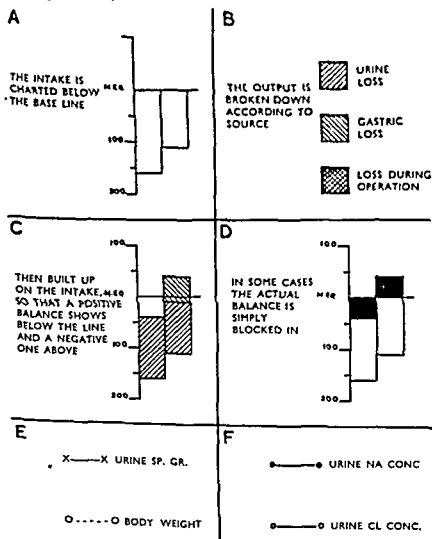 A
THE INTAKE IS
CHARTED BELOW
THE BASE LINE
M.EQ.
100
200
B
THE OUTPUT IS
BROKEN DOWN
ACCORDING TO
SOURCE
URINE
LOSS
GASTRIC
LOSS
LOSS DURING
OPERATION
C
100
THEN BUILT UP
ON THE INTAKE,
SO THAT A POSITIVE
BALANCE SHOWS
BELOW THE LINE
AND A NEGATIVE
ONE ABOVE
M.EQ.
100
200
D
100
IN SOME CASES
THE ACTUAL
BALANCE IS
SIMPLY
BLOCKED IN
M.EQ.
100
200
E
X——X URINE SP. GR.
O-----O BODY WEIGHT
F
URINE NA CONC
URINE CL CONC.